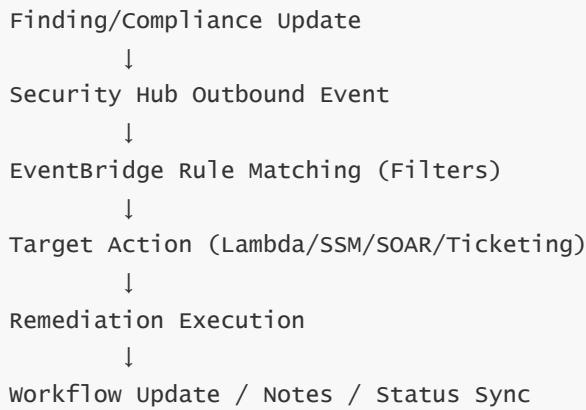 Finding/Compliance Update
↓
Security Hub Outbound Event
↓
EventBridge Rule Matching (Filters)
↓
Target Action (Lambda/SSM/SOAR/Ticketing)
↓
Remediation Execution
↓
Workflow Update / Notes / Status Sync